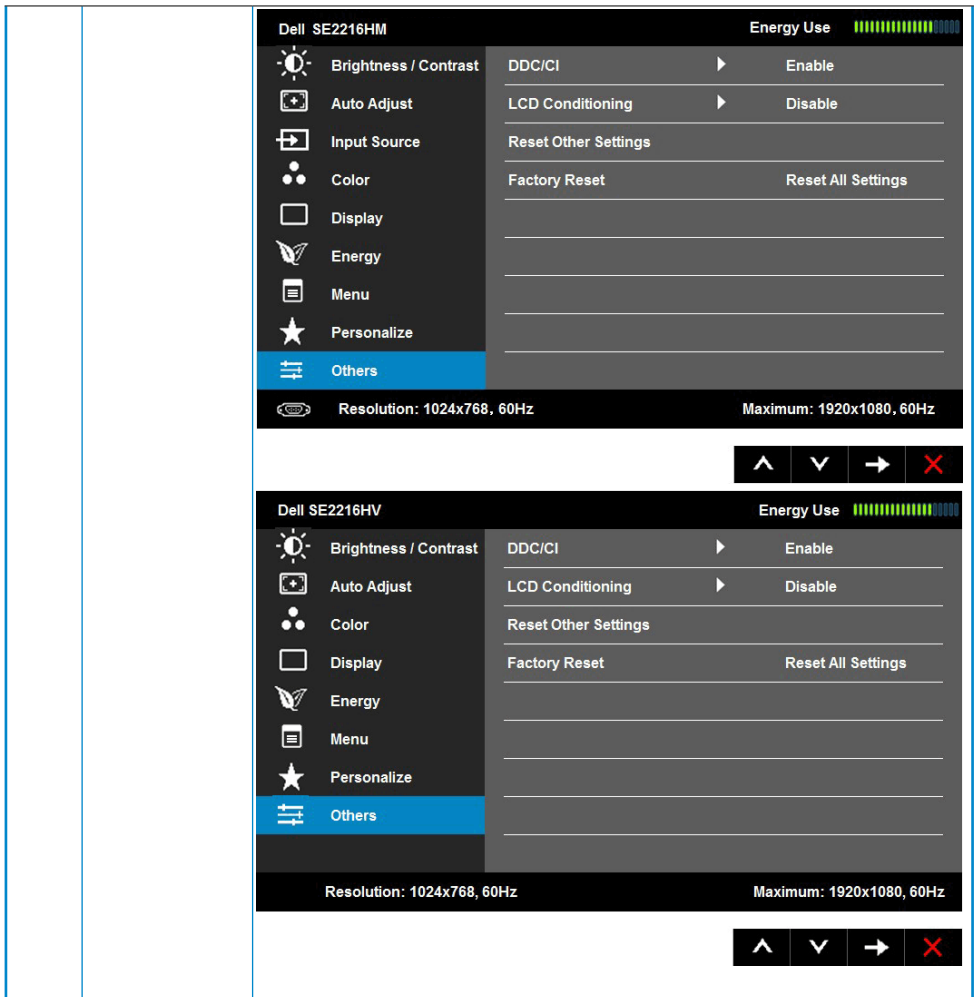 Dell SE2216HM Energy Use
Brightness / Contrast DDC/CI Enable
Auto Adjust LCD Conditioning Disable
Input Source Reset Other Settings
Color Factory Reset Reset All Settings
Display
Energy
Menu
Personalize
Others
Resolution: 1024x768, 60Hz Maximum: 1920x1080, 60Hz
Dell SE2216HV Energy Use
Brightness / Contrast DDC/CI Enable
Auto Adjust LCD Conditioning Disable
Color Reset Other Settings
Display Factory Reset Reset All Settings
Energy
Menu
Personalize
Others
Resolution: 1024x768, 60Hz Maximum: 1920x1080, 60Hz